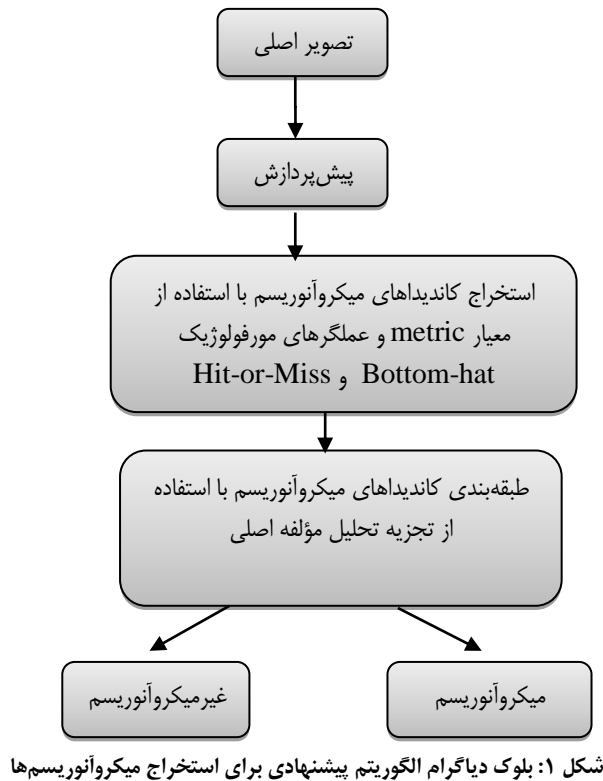 تصویر اصلی
پیش‌پردازش
استخراج کاندیداهای میکروآنوریسم با استفاده از
معیار metric و عملگرهای مورفولوژیک
Bottom-hat و Hit-or-Miss
طبقه‌بندی کاندیداهای میکروآنوریسم با استفاده
از تجزیه تحلیل مؤلفه اصلی
میکروآنوریسم
غیرمیکروآنوریسم
شکل ۱: بلوک دیاگرام الگوریتم پیشنهادی برای استخراج میکروآنوریسم‌ها